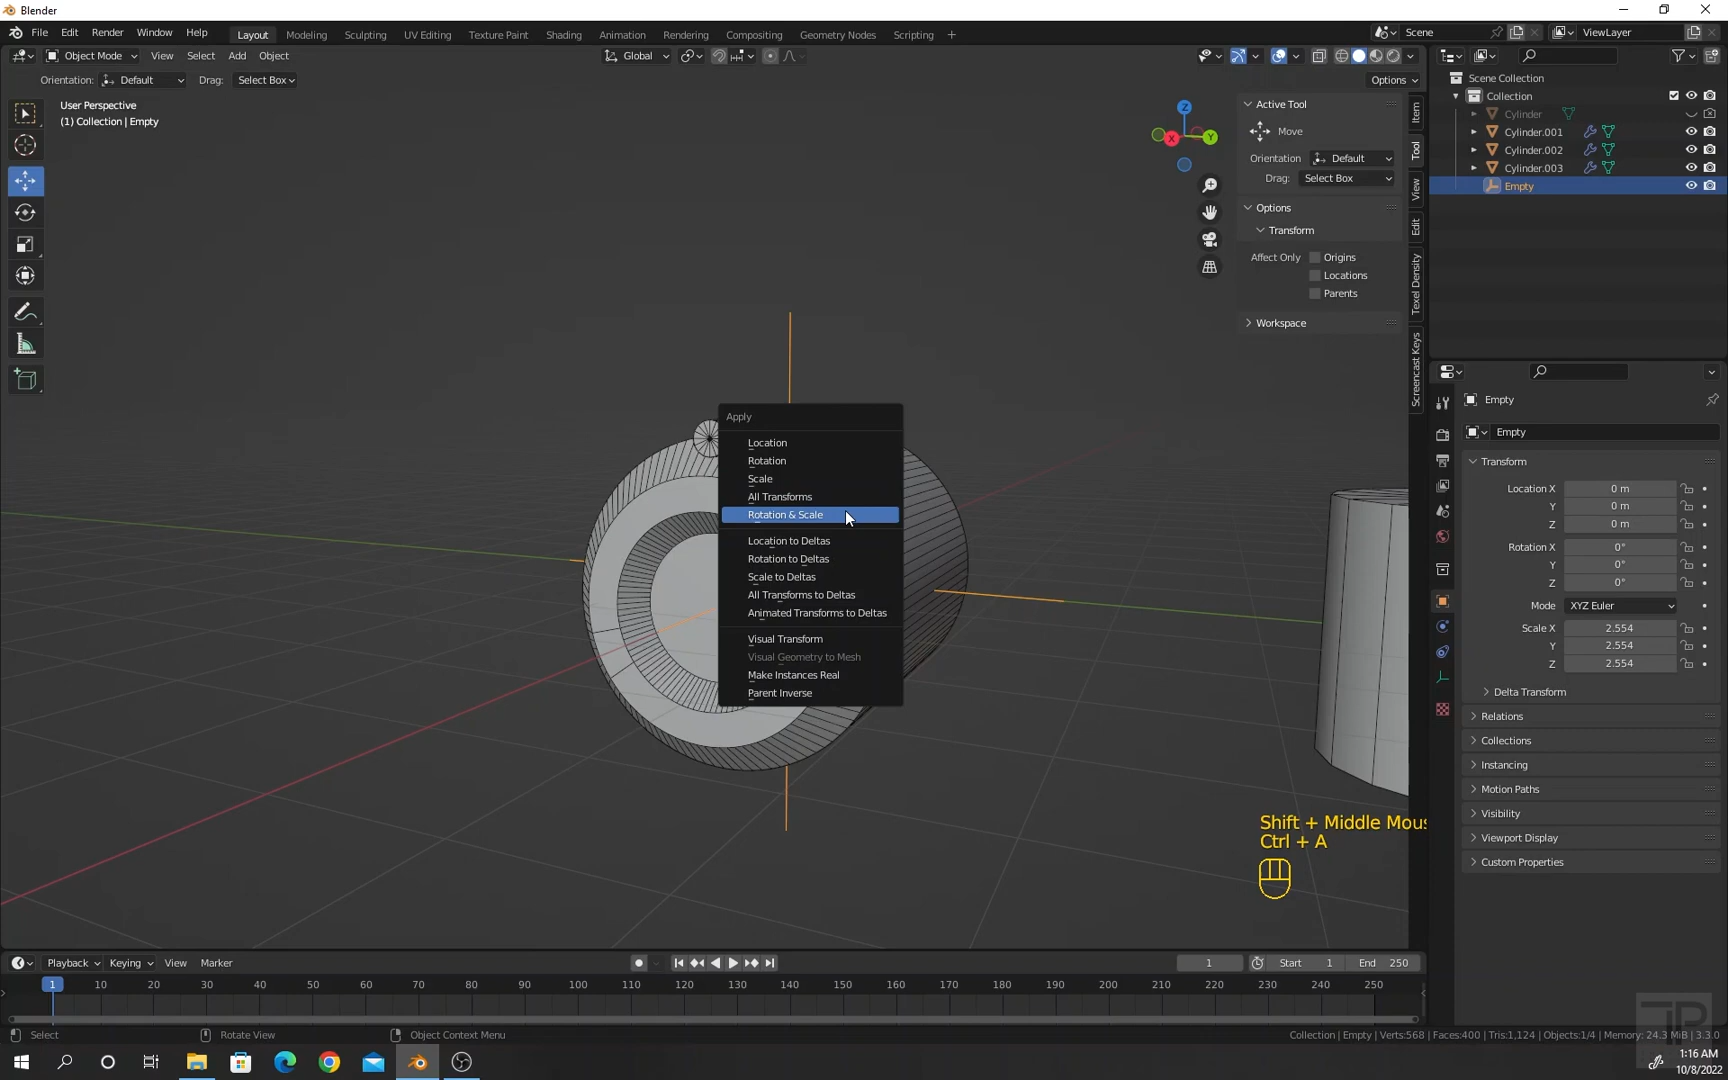 Blender
File Edit Render Window Help Layout Modeling Sculpting UV Editing Texture Paint Shading Animation Rendering Compositing Geometry Nodes Scripting + Scene ViewLayer
Object Mode View Select Add Object Global
Orientation: Default Drag: Select Box Options
User Perspective
(1) Collection | Empty
Z
X
Y
Active Tool
Move
Orientation Default
Drag: Select Box
Options
Transform
Affect Only Origins
Locations
Parents
Workspace
Item
Tool
View
Edit
Texel Density
Screencast Keys
Scene Collection
Collection
Cylinder
Cylinder.001
Cylinder.002
Cylinder.003
Empty
Apply
Location
Rotation
Scale
All Transforms
Rotation & Scale
Location to Deltas
Rotation to Deltas
Scale to Deltas
All Transforms to Deltas
Animated Transforms to Deltas
Visual Transform
Visual Geometry to Mesh
Make Instances Real
Parent Inverse
Empty
Empty
Transform
Location X 0 m
Y 0 m
Z 0 m
Rotation X 0°
Y 0°
Z 0°
Mode XYZ Euler
Scale X 2.554
Y 2.554
Z 2.554
Delta Transform
Relations
Collections
Instancing
Motion Paths
Visibility
Viewport Display
Custom Properties
Shift + Middle Mous
Ctrl + A
Playback Keying View Marker 1 Start 1 End 250
1 10 20 30 40 50 60 70 80 90 100 110 120 130 140 150 160 170 180 190 200 210 220 230 240 250
Select Rotate View Object Context Menu Collection | Empty | Verts:568 | Faces:400 | Tris:1,124 | Objects:1/4 | Memory: 24.3 MiB | 3.3.0
TP
1:16 AM
10/8/2022